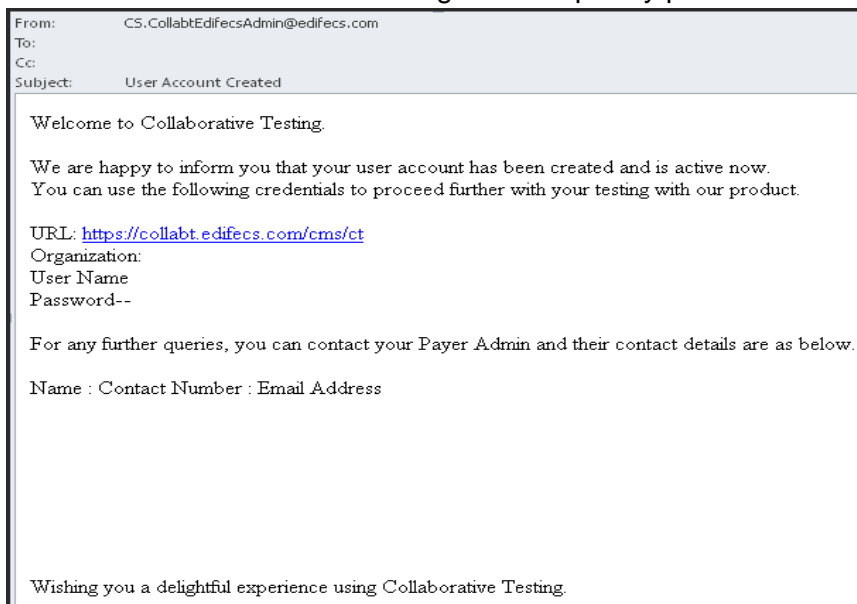 From: CS.CollabtEdifecsAdmin@edifecs.com
To:
Cc:
Subject: User Account Created
Welcome to Collaborative Testing.
We are happy to inform you that your user account has been created and is active now.
You can use the following credentials to proceed further with your testing with our product.
URL: https://collabt.edifecs.com/cms/ct
Organization:
User Name
Password--
For any further queries, you can contact your Payer Admin and their contact details are as below.
Name : Contact Number : Email Address
Wishing you a delightful experience using Collaborative Testing.